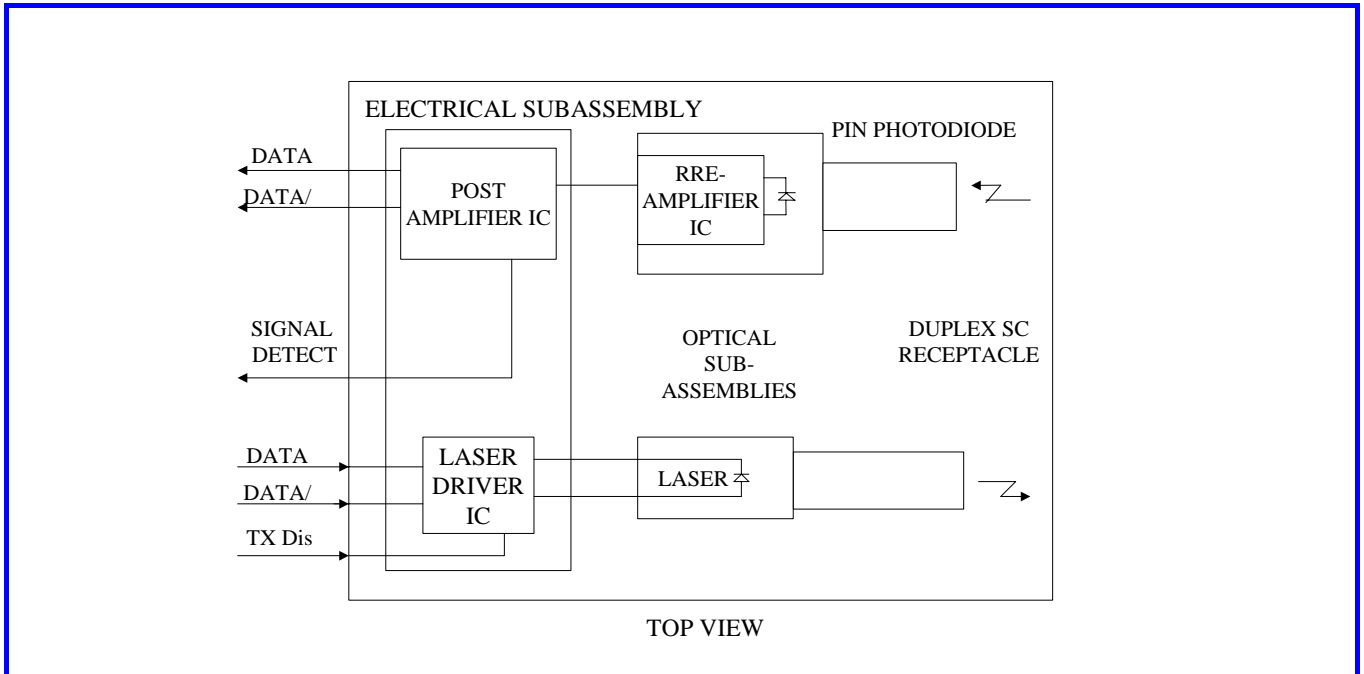 ELECTRICAL SUBASSEMBLY
PIN PHOTODIODE
DATA
DATA/
POST
AMPLIFIER IC
RRE-
AMPLIFIER
IC
SIGNAL
DETECT
OPTICAL
SUB-
ASSEMBLIES
DUPLEX SC
RECEPTACLE
DATA
DATA/
TX Dis
LASER
DRIVER
IC
LASER
TOP VIEW